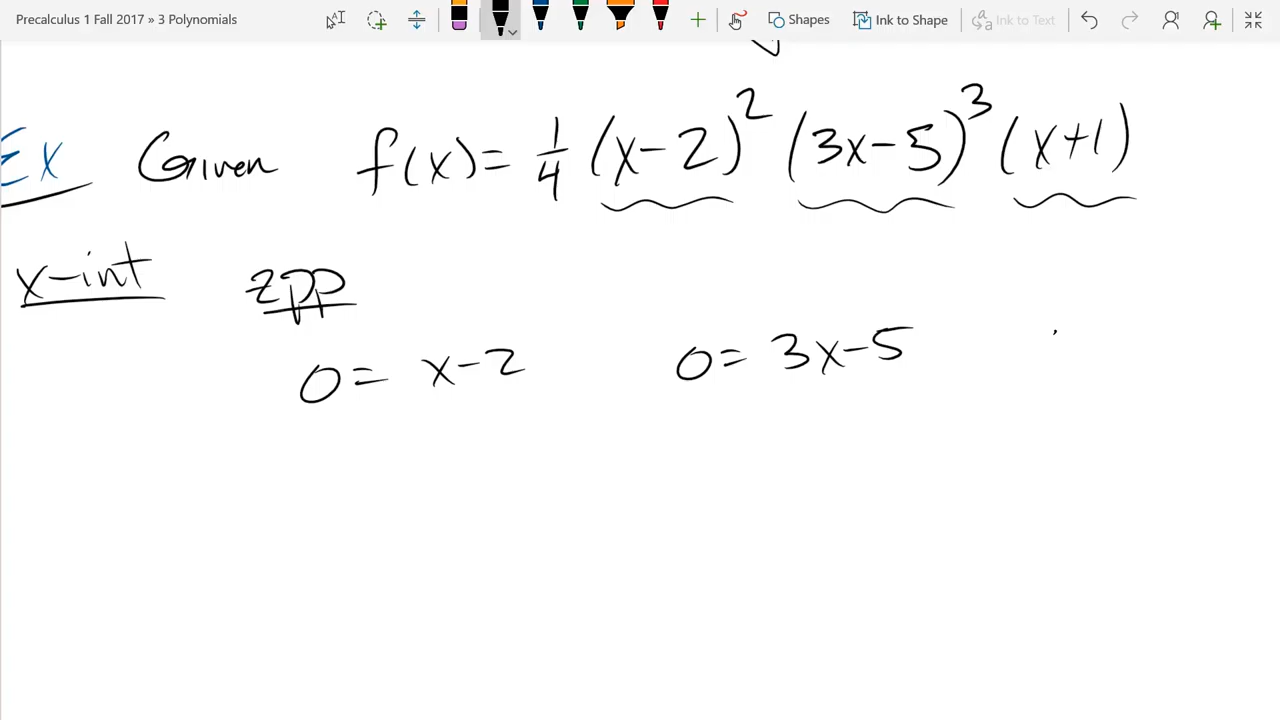 Precalculus 1 Fall 2017 » 3 Polynomials Shapes Ink to Shape Ink to Text
Ex Given f(x) = 1/4 (x-2)² (3x-5)³ (x+1)
x-int zpp
0 = x-2 0 = 3x-5